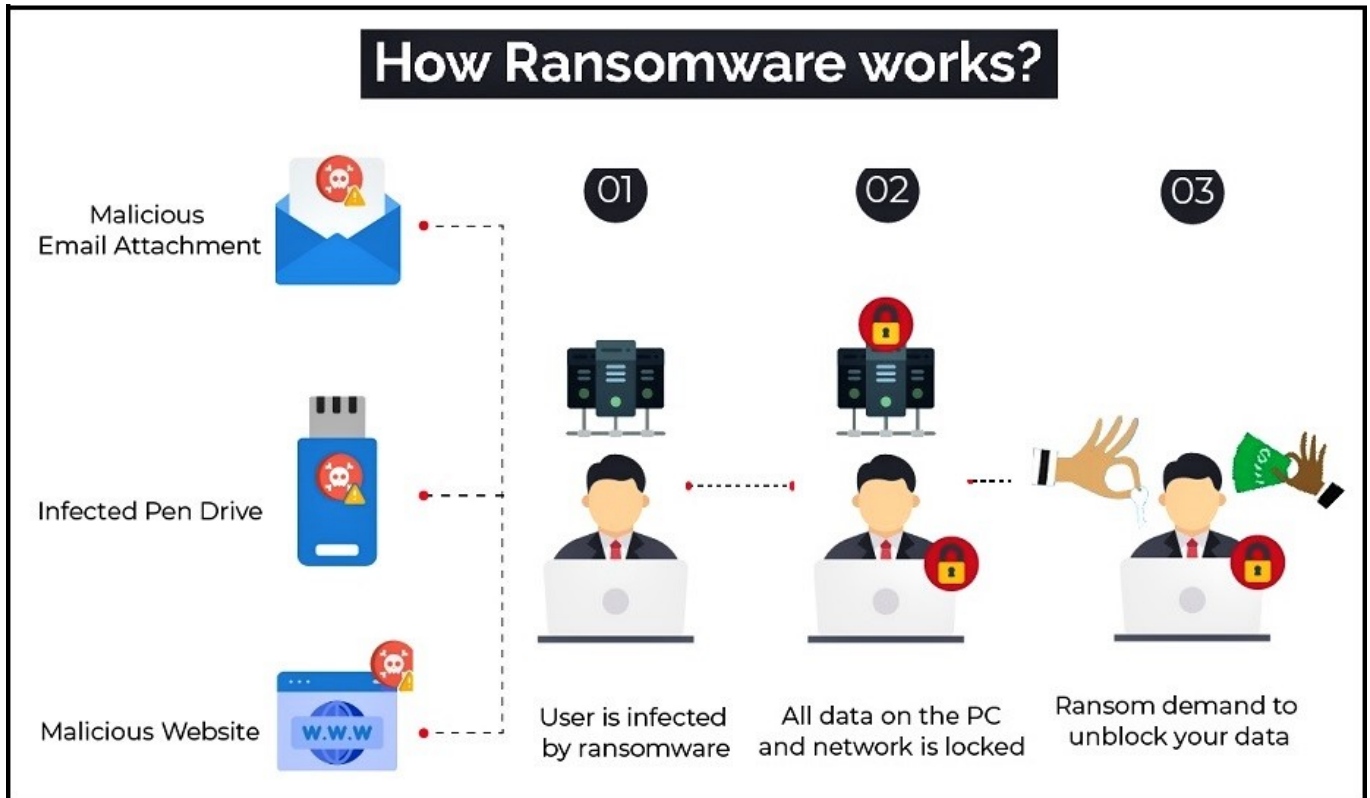 How Ransomware works?
01
02
03
Malicious
Email Attachment
Infected Pen Drive
W.W.W
Malicious Website
User is infected
by ransomware
All data on the PC
and network is locked
Ransom demand to
unblock your data